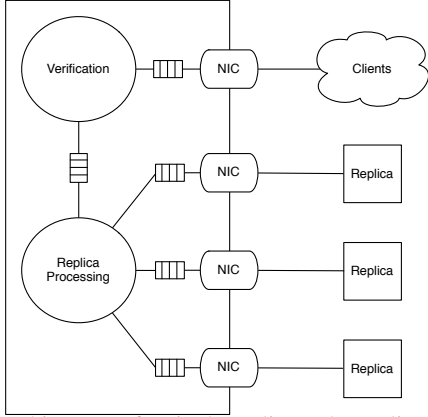 Verification
NIC
Clients
NIC
Replica
Replica
Processing
NIC
Replica
NIC
Replica